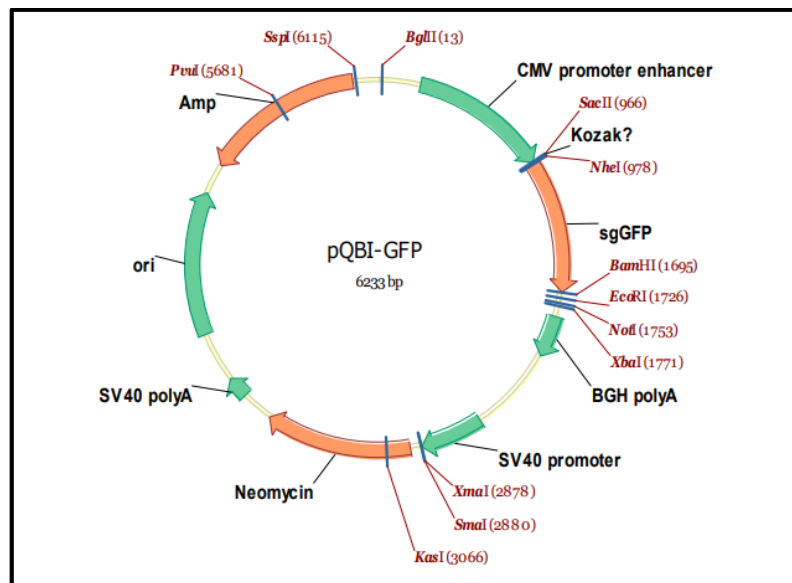 SspI (6115)
BglII (13)
PvuI (5681)
Amp
CMV promoter enhancer
SacII (966)
Kozak?
NheI (978)
sgGFP
pQBI-GFP
6233 bp
ori
BamHI (1695)
EcoRI (1726)
NotI (1753)
XbaI (1771)
BGH polyA
SV40 polyA
SV40 promoter
Neomycin
XmaI (2878)
SmaI (2880)
KasI (3066)